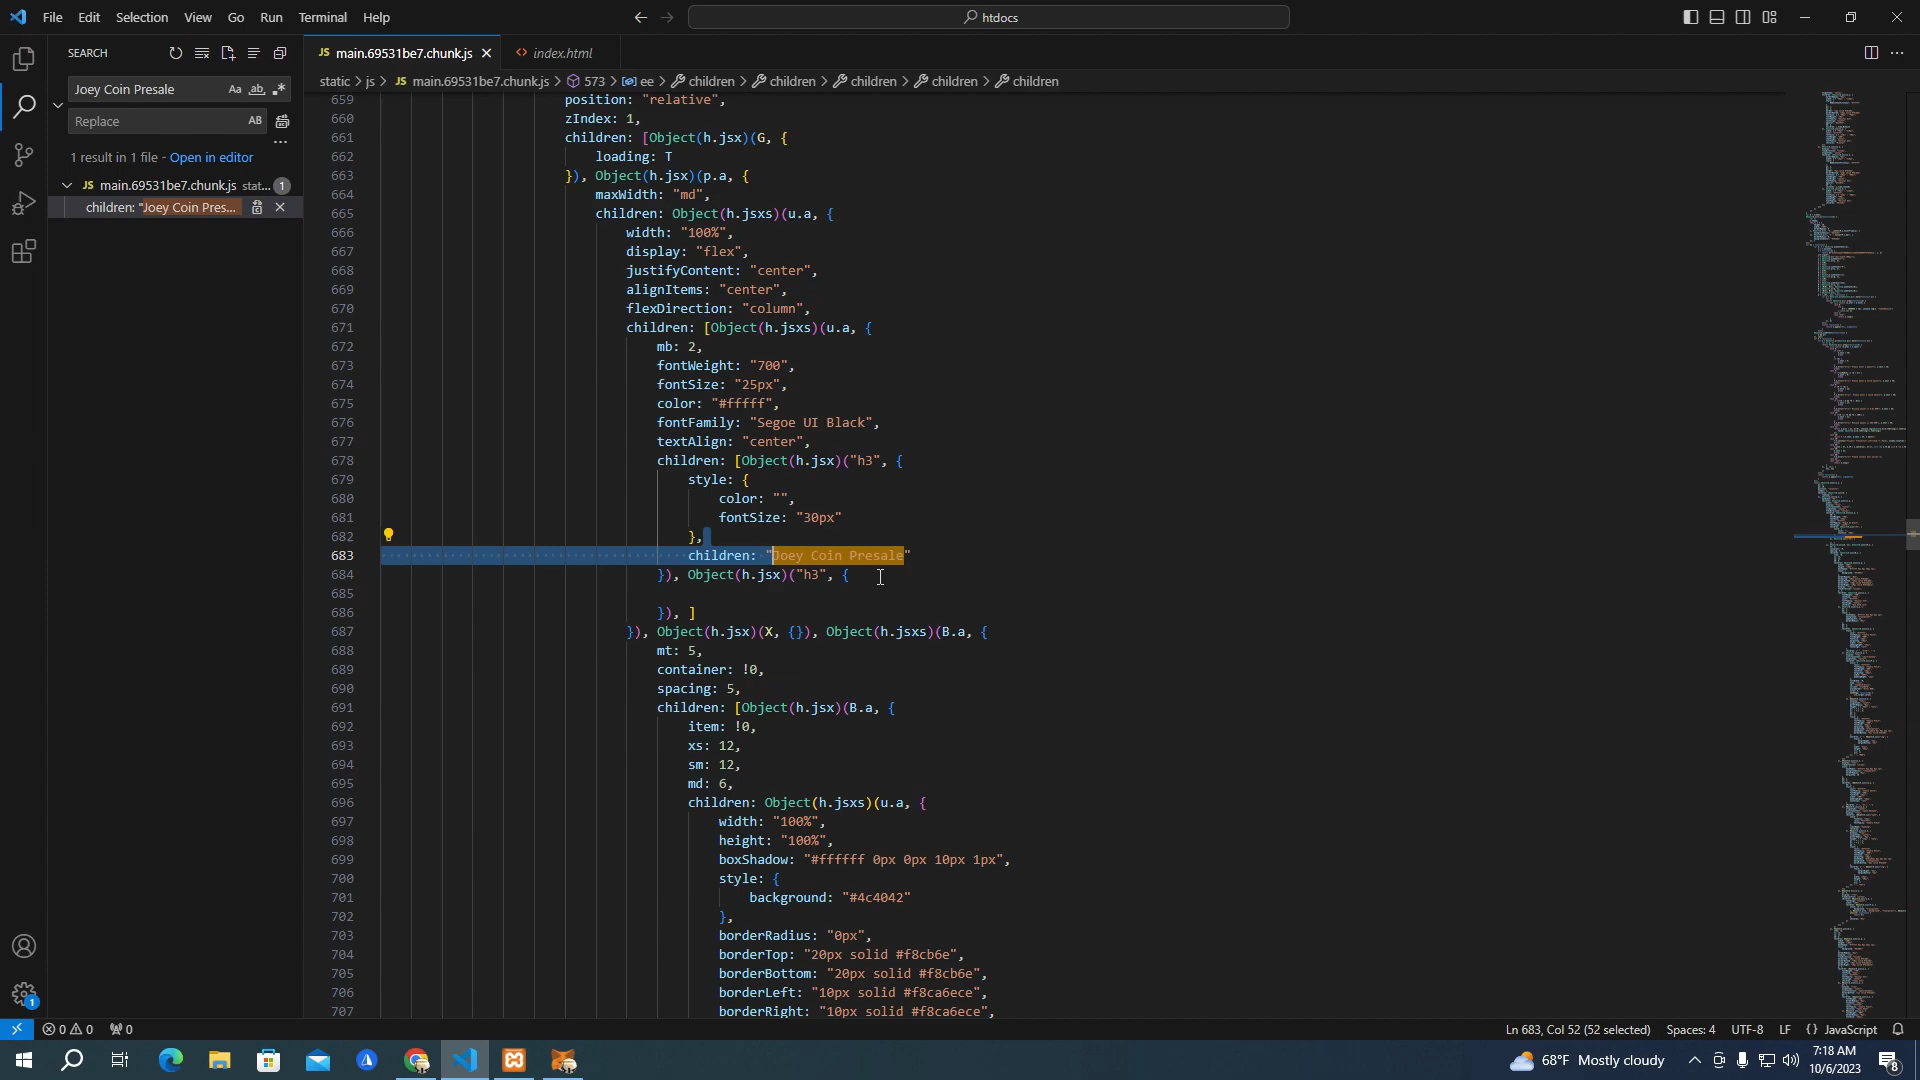 File Edit Selection View Go Run Terminal Help
htdocs
SEARCH
JS main.69531be7.chunk.js
<> index.html
Joey Coin Presale
Aa ab .*
static > js > JS main.69531be7.chunk.js > 573 > ee > children > children > children > children > children
Replace
AB
1 result in 1 file - Open in editor
JS main.69531be7.chunk.js stat... 1
children: "Joey Coin Pres...
659 position: "relative",
660 zIndex: 1,
661 children: [Object(h.jsx)(G, {
662 loading: T
663 }), Object(h.jsx)(p.a, {
664 maxWidth: "md",
665 children: Object(h.jsxs)(u.a, {
666 width: "100%",
667 display: "flex",
668 justifyContent: "center",
669 alignItems: "center",
670 flexDirection: "column",
671 children: [Object(h.jsxs)(u.a, {
672 mb: 2,
673 fontWeight: "700",
674 fontSize: "25px",
675 color: "#fffff",
676 fontFamily: "Segoe UI Black",
677 textAlign: "center",
678 children: [Object(h.jsx)("h3", {
679 style: {
680 color: "",
681 fontSize: "30px"
682 },
683 children: "Joey Coin Presale"
684 }), Object(h.jsx)("h3", {
685
686 }), ]
687 }), Object(h.jsx)(X, {}), Object(h.jsxs)(B.a, {
688 mt: 5,
689 container: !0,
690 spacing: 5,
691 children: [Object(h.jsx)(B.a, {
692 item: !0,
693 xs: 12,
694 sm: 12,
695 md: 6,
696 children: Object(h.jsxs)(u.a, {
697 width: "100%",
698 height: "100%",
699 boxShadow: "#ffffff 0px 0px 10px 1px",
700 style: {
701 background: "#4c4042"
702 },
703 borderRadius: "0px",
704 borderTop: "20px solid #f8cb6e",
705 borderBottom: "20px solid #f8cb6e",
706 borderLeft: "10px solid #f8ca6ece",
707 borderRight: "10px solid #f8ca6ece",
1
0 0 0
Ln 683, Col 52 (52 selected) Spaces: 4 UTF-8 LF {} JavaScript
68°F Mostly cloudy
7:18 AM
10/6/2023
8